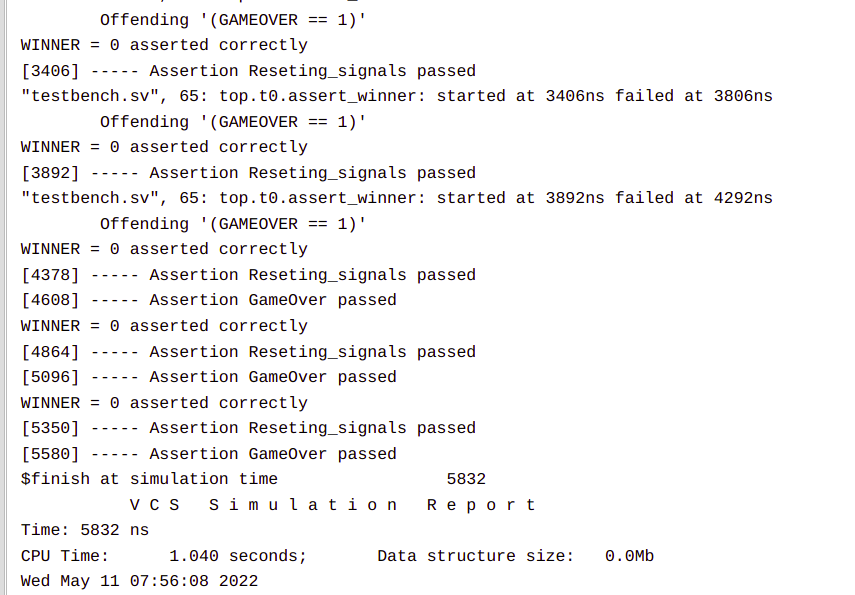 Offending '(GAMEOVER == 1)'
WINNER = 0 asserted correctly
[3406] ----- Assertion Reseting_signals passed
"testbench.sv", 65: top.t0.assert_winner: started at 3406ns failed at 3806ns
Offending '(GAMEOVER == 1)'
WINNER = 0 asserted correctly
[3892] ----- Assertion Reseting_signals passed
"testbench.sv", 65: top.t0.assert_winner: started at 3892ns failed at 4292ns
Offending '(GAMEOVER == 1)'
WINNER = 0 asserted correctly
[4378] ----- Assertion Reseting_signals passed
[4608] ----- Assertion GameOver passed
WINNER = 0 asserted correctly
[4864] ----- Assertion Reseting_signals passed
[5096] ----- Assertion GameOver passed
WINNER = 0 asserted correctly
[5350] ----- Assertion Reseting_signals passed
[5580] ----- Assertion GameOver passed
$finish at simulation time                 5832
V C S   S i m u l a t i o n   R e p o r t
Time: 5832 ns
CPU Time:      1.040 seconds;       Data structure size:   0.0Mb
Wed May 11 07:56:08 2022